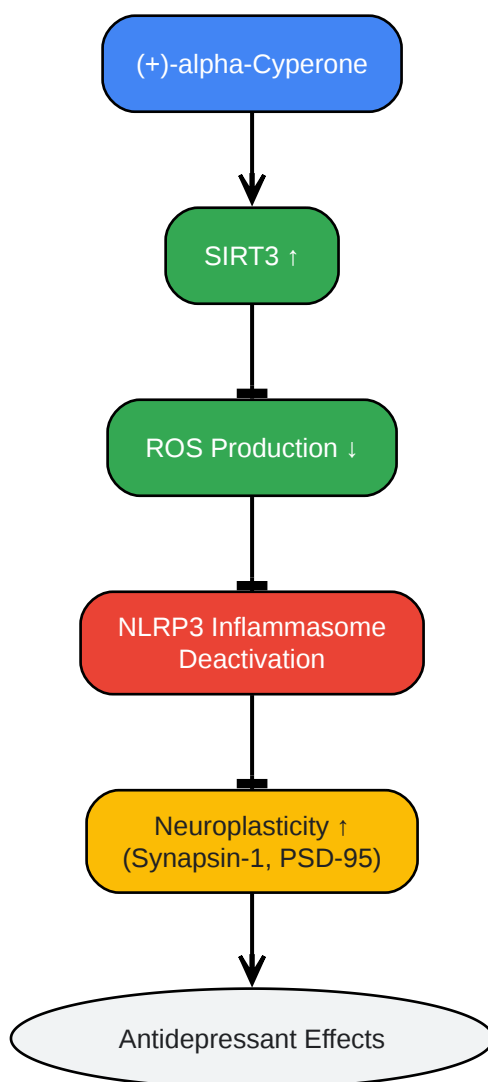 (+)-alpha-Cyperone
SIRT3 ↑
ROS Production ↓
NLRP3 Inflammasome
Deactivation
Neuroplasticity ↑
(Synapsin-1, PSD-95)
Antidepressant Effects